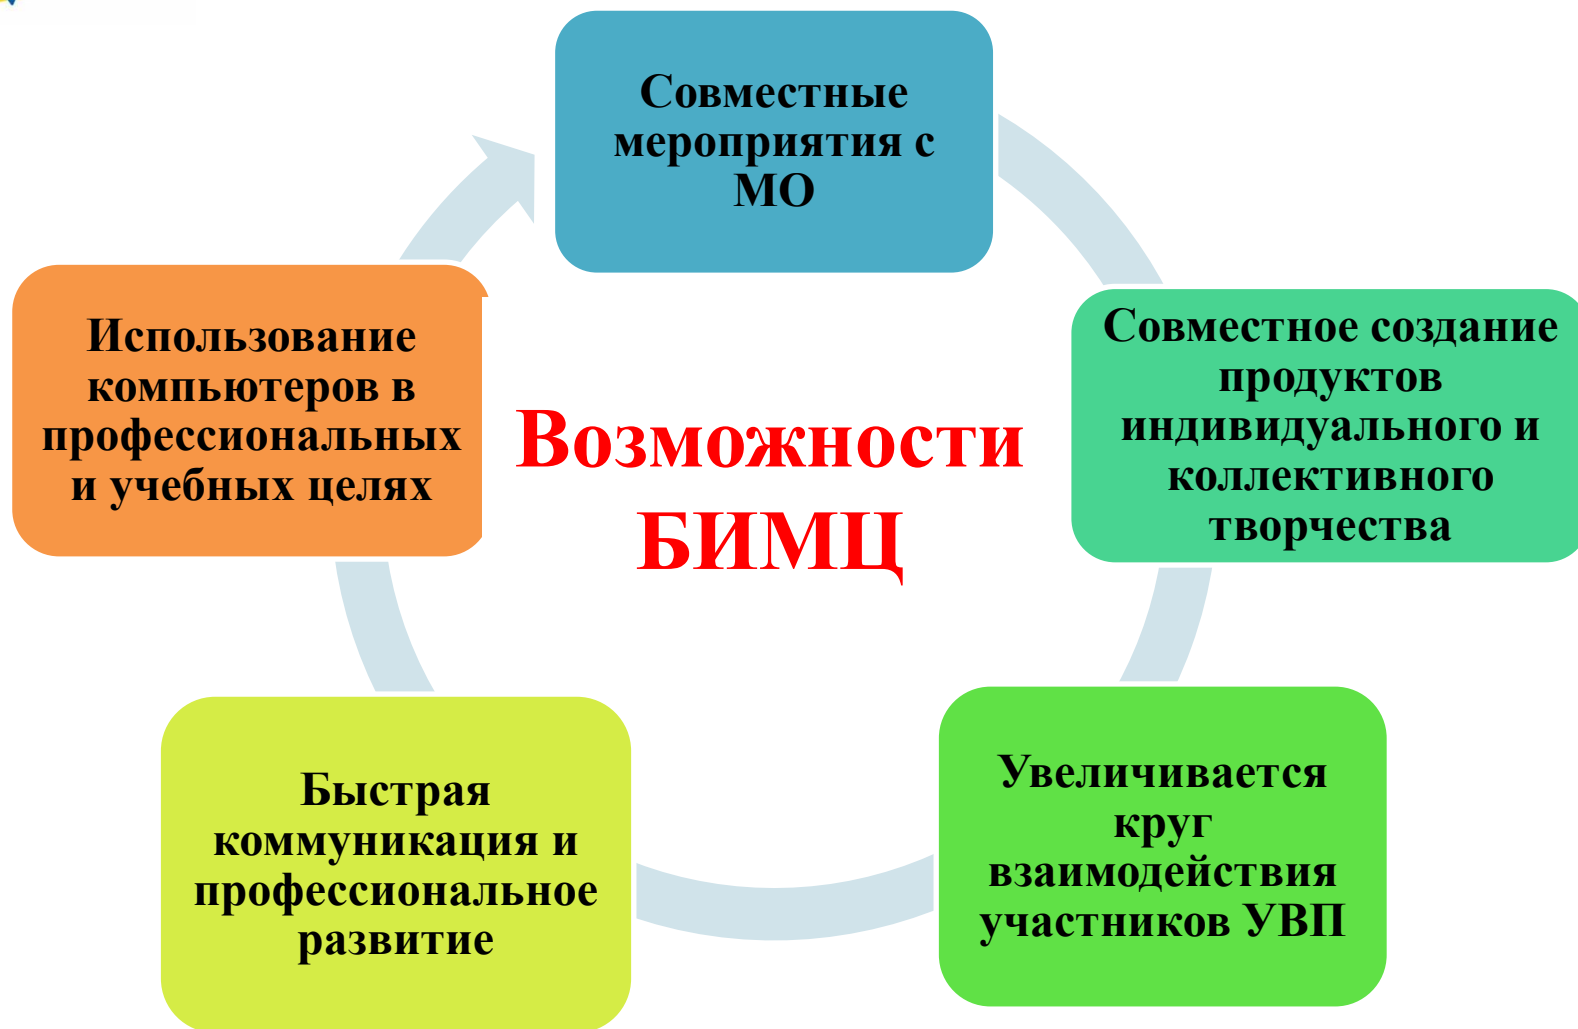 Совместные
мероприятия с
МО
Совместное создание
продуктов
индивидуального и
коллективного
творчества
Увеличивается
круг
взаимодействия
участников УВП
Быстрая
коммуникация и
профессиональное
развитие
Использование
компьютеров в
профессиональных
и учебных целях
Возможности
БИМЦ